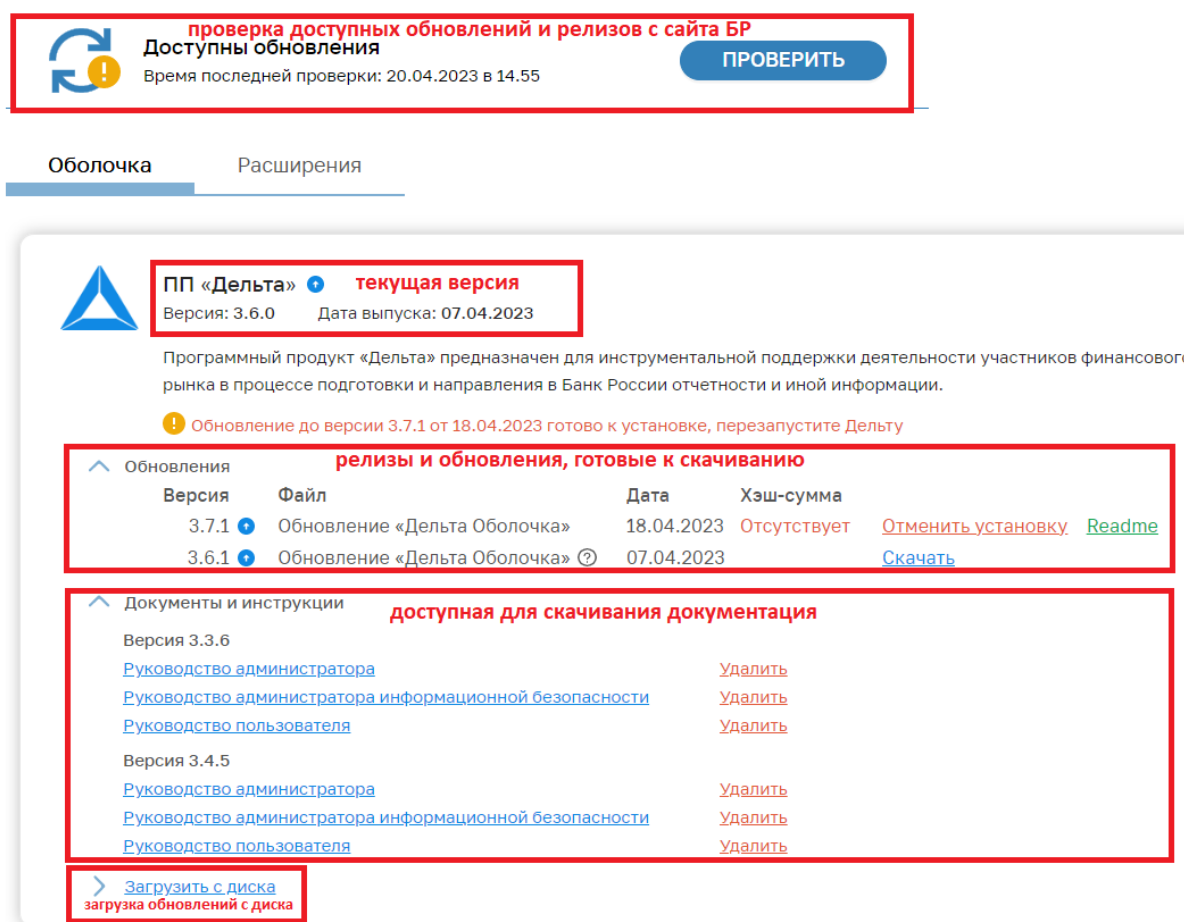 проверка доступных обновлений и релизов с сайта БР
Доступны обновления
Время последней проверки: 20.04.2023 в 14.55
ПРОВЕРИТЬ
Оболочка Расширения
ПП «Дельта» текущая версия
Версия: 3.6.0 Дата выпуска: 07.04.2023
Программный продукт «Дельта» предназначен для инструментальной поддержки деятельности участников финансового
рынка в процессе подготовки и направления в Банк России отчетности и иной информации.
! Обновление до версии 3.7.1 от 18.04.2023 готово к установке, перезапустите Дельту
Обновления релизы и обновления, готовые к скачиванию
Версия Файл Дата Хэш-сумма
3.7.1 Обновление «Дельта Оболочка» 18.04.2023 Отсутствует Отменить установку Readme
3.6.1 Обновление «Дельта Оболочка» ? 07.04.2023 Скачать
Документы и инструкции доступная для скачивания документация
Версия 3.3.6
Руководство администратора Удалить
Руководство администратора информационной безопасности Удалить
Руководство пользователя Удалить
Версия 3.4.5
Руководство администратора Удалить
Руководство администратора информационной безопасности Удалить
Руководство пользователя Удалить
Загрузить с диска
загрузка обновлений с диска